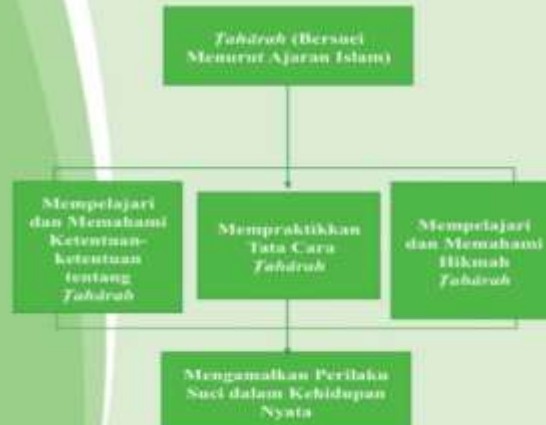 Ṭahārah (Bersuci
Menurut Ajaran Islam)
Mempelajari
dan Memahami
Ketentuan-
ketentuan
tentang
Ṭahārah
Mempraktikkan
Tata Cara
Ṭahārah
Mempelajari
dan Memahami
Hikmah
Ṭahārah
Mengamalkan Perilaku
Suci dalam Kehidupan
Nyata